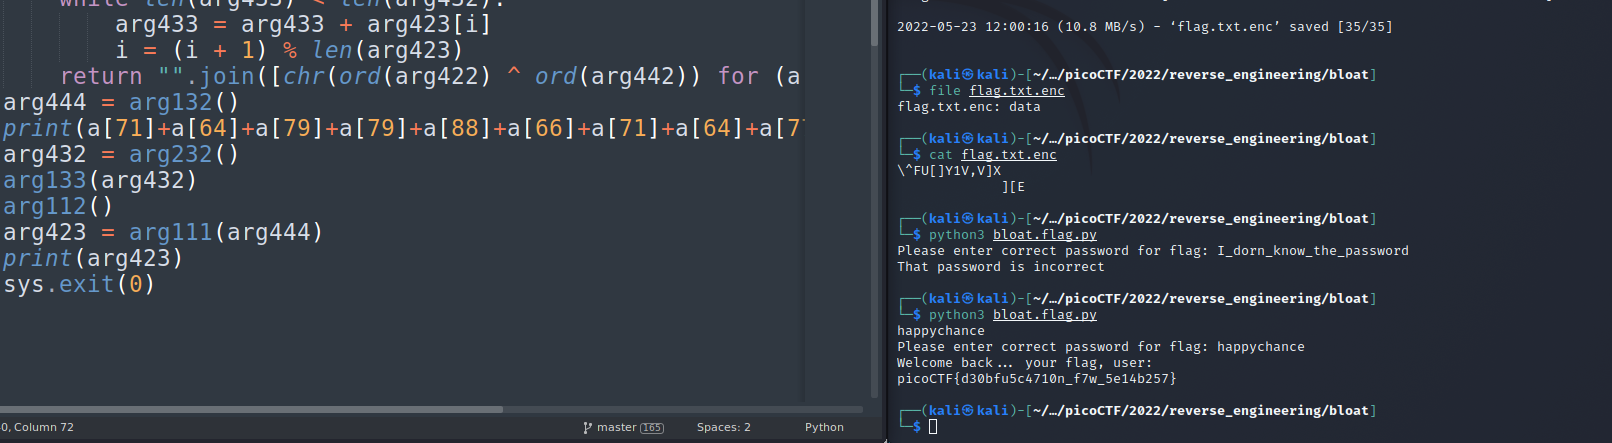 while len(arg433) < len(arg432):
arg433 = arg433 + arg423[i]
i = (i + 1) % len(arg423)
return "".join([chr(ord(arg422) ^ ord(arg442)) for (a
arg444 = arg132()
print(a[71]+a[64]+a[79]+a[79]+a[88]+a[66]+a[71]+a[64]+a[7
arg432 = arg232()
arg133(arg432)
arg112()
arg423 = arg111(arg444)
print(arg423)
sys.exit(0)
0, Column 72
master 165
Spaces: 2
Python
2022-05-23 12:00:16 (10.8 MB/s) - ‘flag.txt.enc’ saved [35/35]
┌──(kali㉿kali)-[~/…/picoCTF/2022/reverse_engineering/bloat]
└─$ file flag.txt.enc
flag.txt.enc: data
┌──(kali㉿kali)-[~/…/picoCTF/2022/reverse_engineering/bloat]
└─$ cat flag.txt.enc
\^FU[]Y1V,V]X
][E
┌──(kali㉿kali)-[~/…/picoCTF/2022/reverse_engineering/bloat]
└─$ python3 bloat.flag.py
Please enter correct password for flag: I_dorn_know_the_password
That password is incorrect
┌──(kali㉿kali)-[~/…/picoCTF/2022/reverse_engineering/bloat]
└─$ python3 bloat.flag.py
happychance
Please enter correct password for flag: happychance
Welcome back... your flag, user:
picoCTF{d30bfu5c4710n_f7w_5e14b257}
┌──(kali㉿kali)-[~/…/picoCTF/2022/reverse_engineering/bloat]
└─$